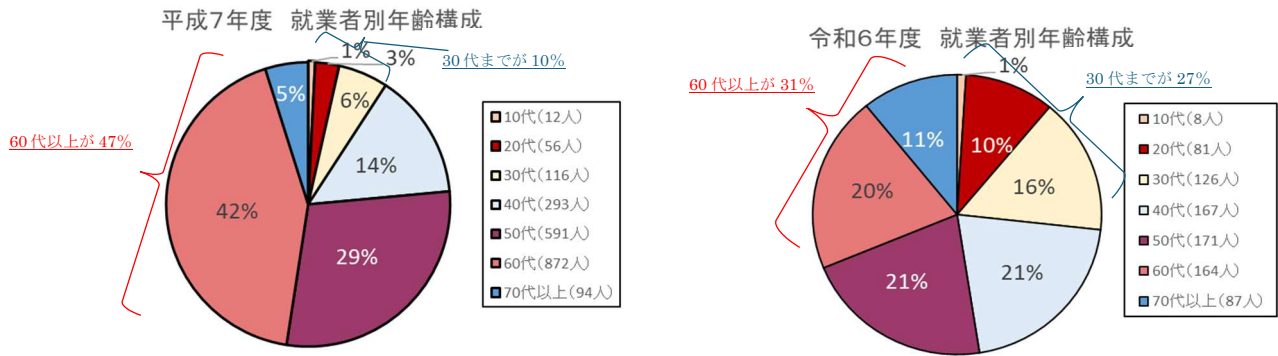 平成7年度 就業者別年齢構成
30代までが10%
1%
3%
5%
6%
14%
60代以上が47%
42%
29%
10代(12人)
20代(56人)
30代(116人)
40代(293人)
50代(591人)
60代(872人)
70代以上(94人)
令和6年度 就業者別年齢構成
1%
60代以上が31%
30代までが27%
11%
10%
20%
16%
21%
21%
10代(8人)
20代(81人)
30代(126人)
40代(167人)
50代(171人)
60代(164人)
70代以上(87人)